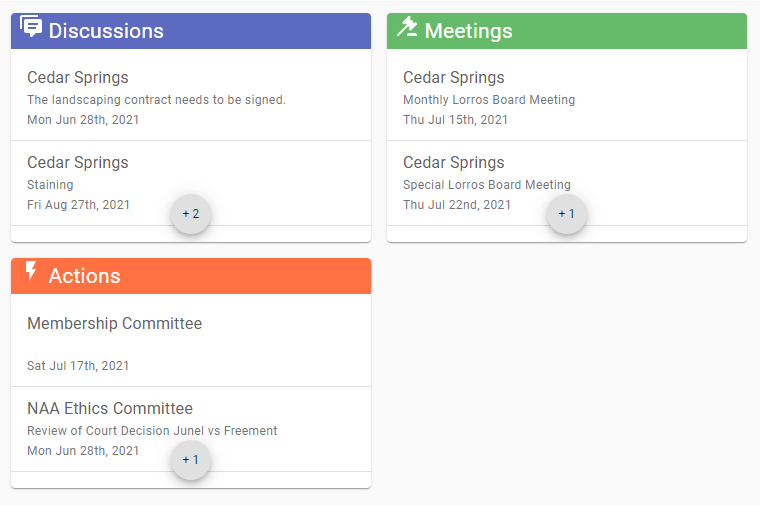 Discussions
Cedar Springs
The landscaping contract needs to be signed.
Mon Jun 28th, 2021
Cedar Springs
Staining
Fri Aug 27th, 2021
+ 2
Meetings
Cedar Springs
Monthly Lorros Board Meeting
Thu Jul 15th, 2021
Cedar Springs
Special Lorros Board Meeting
Thu Jul 22nd, 2021
+ 1
Actions
Membership Committee
Sat Jul 17th, 2021
NAA Ethics Committee
Review of Court Decision Junel vs Freement
Mon Jun 28th, 2021
+ 1